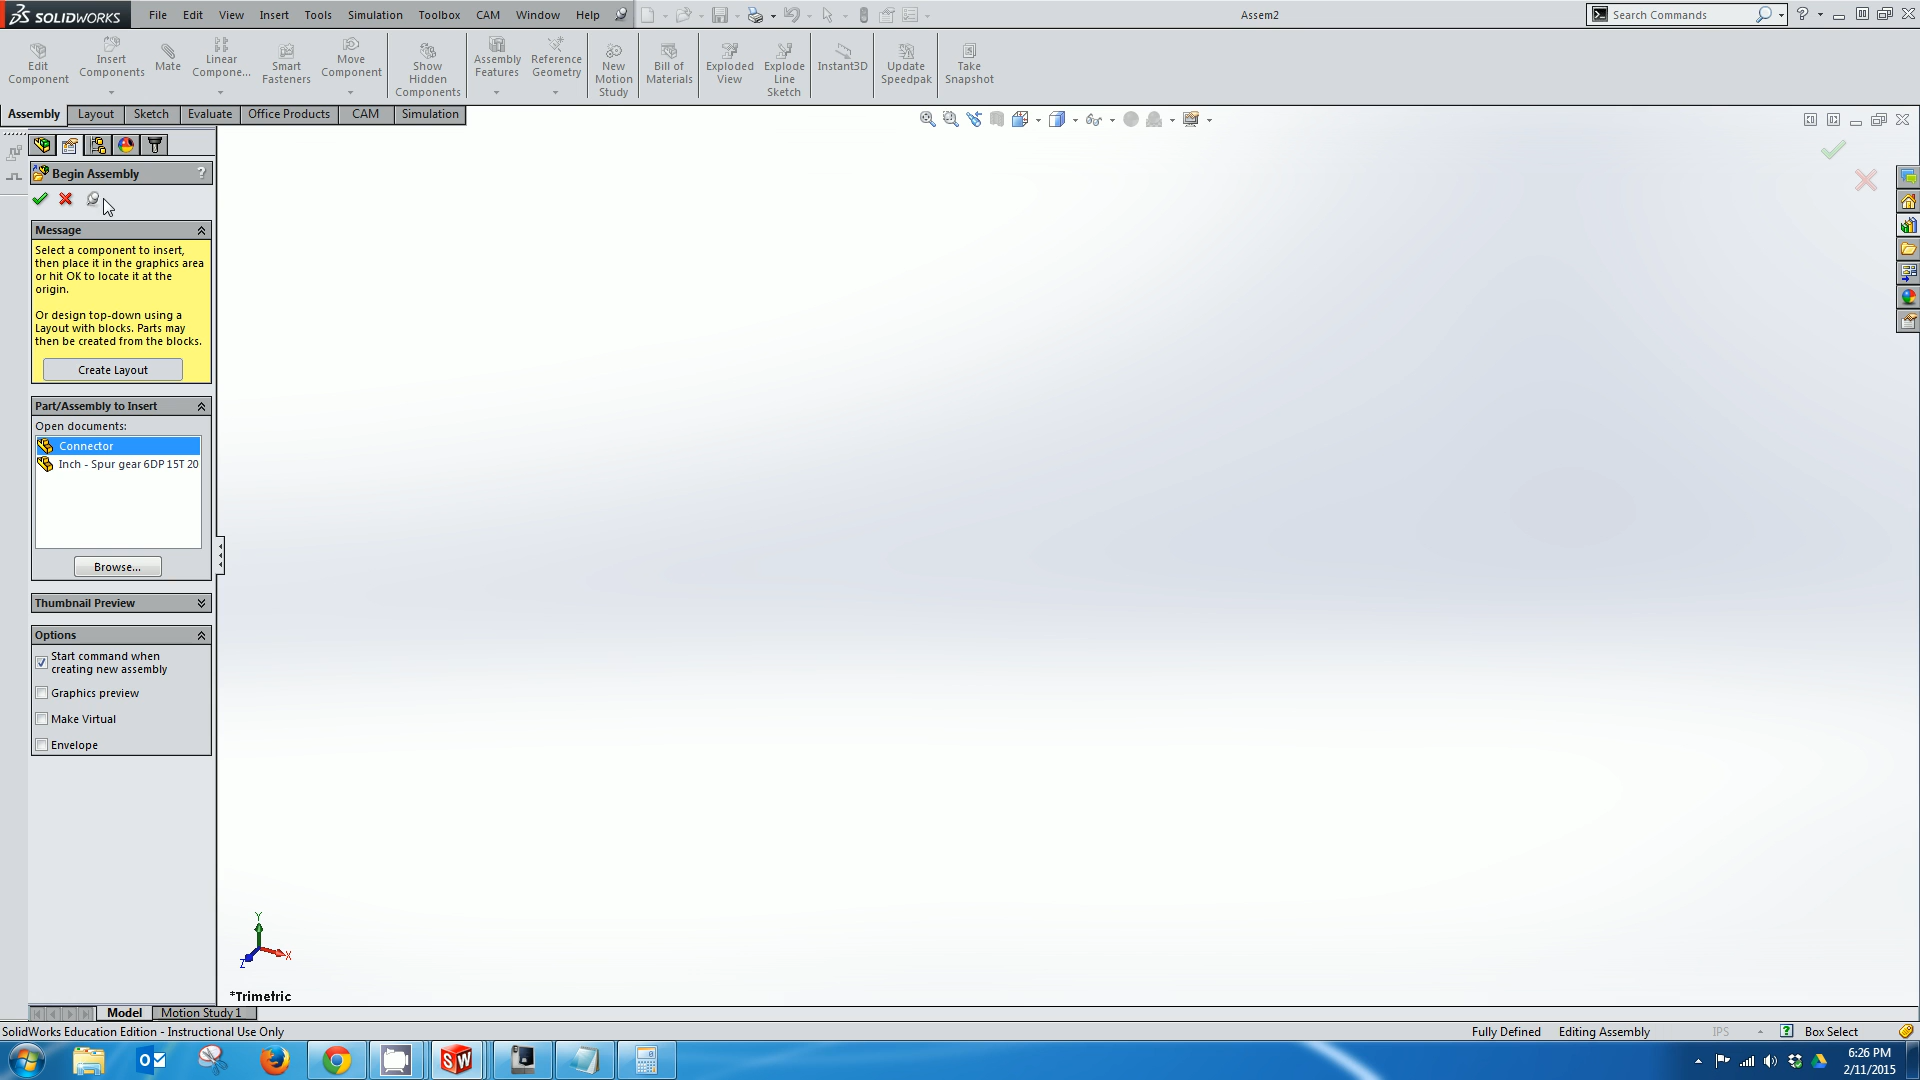 SOLIDWORKS File Edit View Insert Tools Simulation Toolbox CAM Window Help Assem2 Search Commands
Edit Component
Insert Components
Mate
Linear Compone...
Smart Fasteners
Move Component
Show Hidden Components
Assembly Features
Reference Geometry
New Motion Study
Bill of Materials
Exploded View
Explode Line Sketch
Instant3D
Update Speedpak
Take Snapshot
Assembly Layout Sketch Evaluate Office Products CAM Simulation
Begin Assembly ?
Message
Select a component to insert,
then place it in the graphics area
or hit OK to locate it at the
origin.
Or design top-down using a
Layout with blocks. Parts may
then be created from the blocks.
Create Layout
Part/Assembly to Insert
Open documents:
Connector
Inch - Spur gear 6DP 15T 20
Browse...
Thumbnail Preview
Options
Start command when
creating new assembly
Graphics preview
Make Virtual
Envelope
Y
X
Z
*Trimetric
Model Motion Study 1
SolidWorks Education Edition - Instructional Use Only Fully Defined Editing Assembly IPS ? Box Select
6:26 PM
2/11/2015